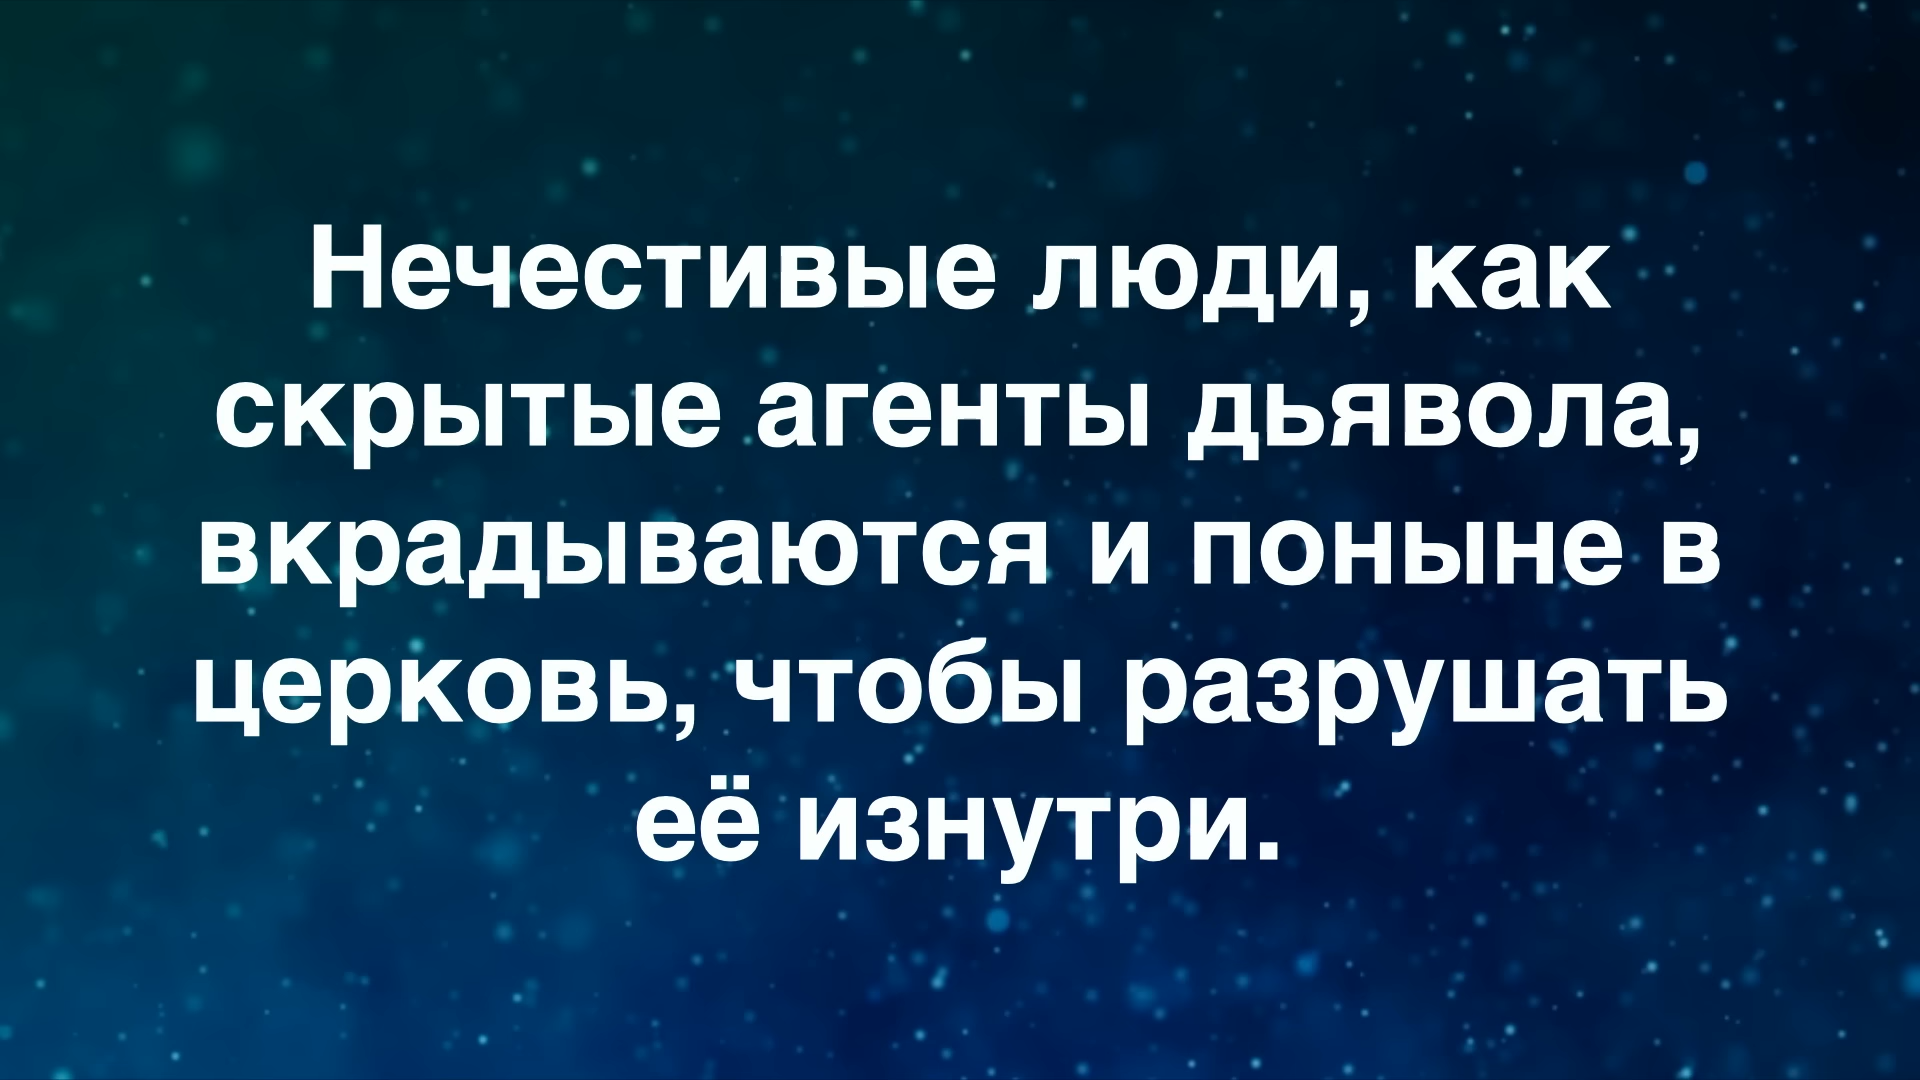 Нечестивые люди, как
скрытые агенты дьявола,
вкрадываются и поныне в
церковь, чтобы разрушать
её изнутри.